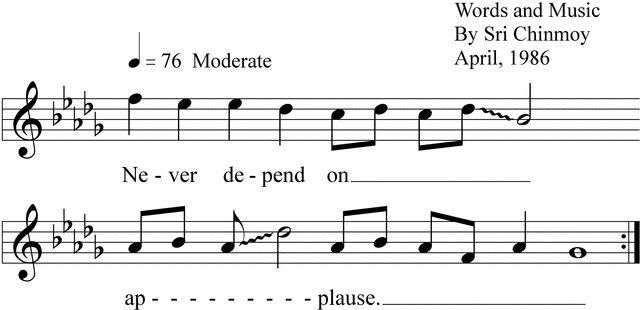 Words and Music
By Sri Chinmoy
April, 1986
= 76 Moderate
Ne - ver de - pend on
ap - - - - - - - - - plause.